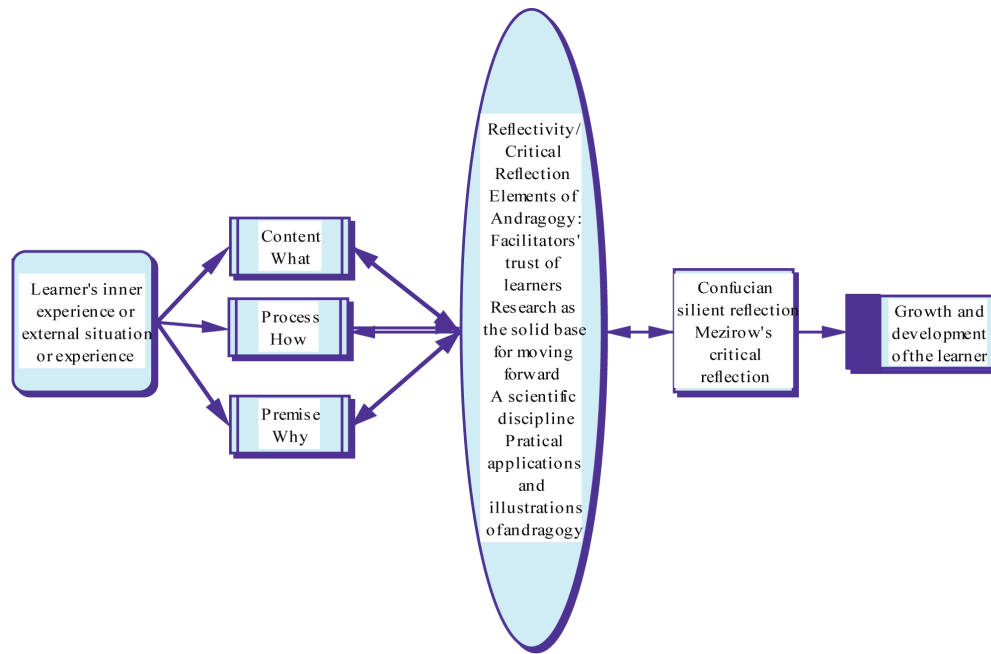 Learner's inner
experience or
external situation
or experience
Content
What
Process
How
Premise
Why
Reflectivity/
Critical
Reflection
Elements of
Andragogy:
Facilitators'
trust of
learners
Research as
the solid base
for moving
forward
A scientific
discipline
Pratical
applications
and
illustrations
ofandragogy
Confucian
silient reflection
Mezirow's
critical
reflection
Growth and
development
ofthe learner